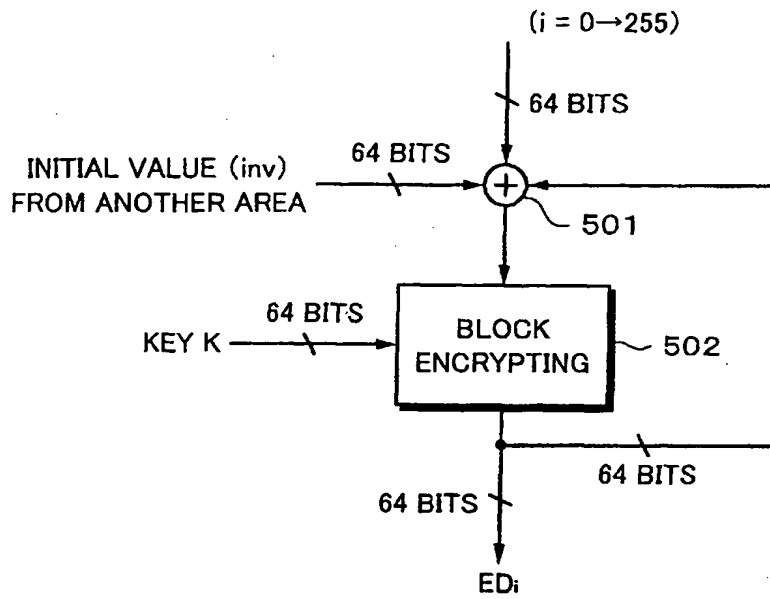 (i = 0→255)
64 BITS
64 BITS
INITIAL VALUE (inv)
FROM ANOTHER AREA
+
501
64 BITS
KEY K
BLOCK
ENCRYPTING
502
64 BITS
64 BITS
EDi